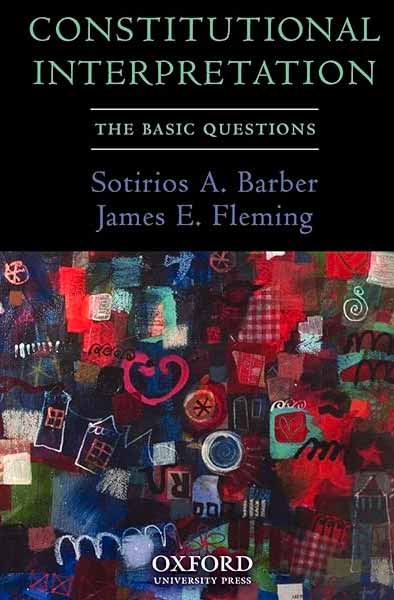 CONSTITUTIONAL
INTERPRETATION
THE BASIC QUESTIONS
Sotirios A. Barber
James E. Fleming
R
OXFORD
UNIVERSITY PRESS